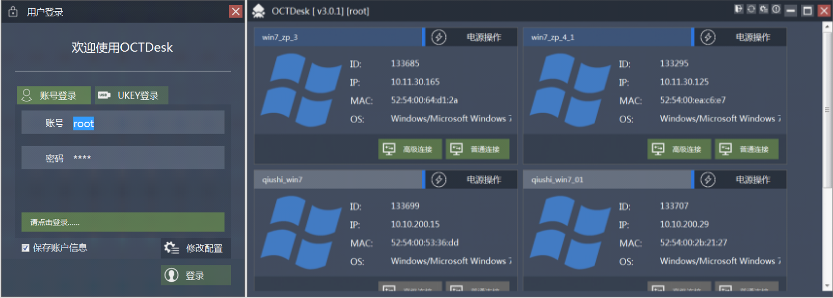 用户登录
欢迎使用OCTDesk
账号登录 UKEY登录
账号 root
密码 ****
请点击登录......
保存账户信息 修改配置
登录
OCTDesk [ v3.0.1] [root]
win7_zp_3 电源操作
ID: 133685
IP: 10.11.30.165
MAC: 52:54:00:64:d1:2a
OS: Windows/Microsoft Windows 7
高级连接 普通连接
win7_zp_4_1 电源操作
ID: 133295
IP: 10.11.30.125
MAC: 52:54:00:ea:c6:e7
OS: Windows/Microsoft Windows 7
高级连接 普通连接
qiushi_win7 电源操作
ID: 133699
IP: 10.10.200.15
MAC: 52:54:00:53:36:dd
OS: Windows/Microsoft Windows 7
qiushi_win7_01 电源操作
ID: 133707
IP: 10.10.200.29
MAC: 52:54:00:2b:21:27
OS: Windows/Microsoft Windows 7